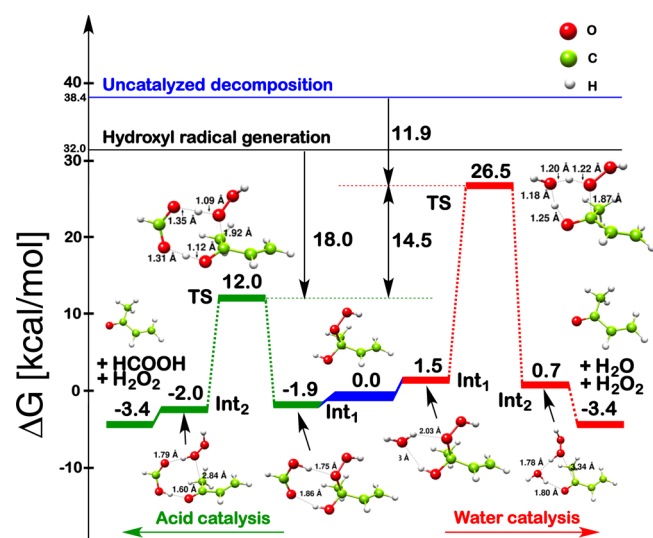 O
C
H
40
Uncatalyzed decomposition
38.4
11.9
Hydroxyl radical generation
32.0
30
26.5
1.20 Å
1.22 Å
1.18 Å
1.87 Å
1.25 Å
TS
1.09 Å
1.35 Å
1.92 Å
1.31 Å
1.12 Å
18.0
14.5
20
TS
12.0
10
ΔG [kcal/mol]
+ HCOOH
+ H2O2
+ H2O
+ H2O2
0
-3.4
-2.0
-1.9
0.0
1.5
0.7
-3.4
Int2
Int1
Int1
Int2
1.79 Å
2.84 Å
1.60 Å
1.75 Å
1.86 Å
2.03 Å
1.78 Å
1.80 Å
-10
Acid catalysis
Water catalysis